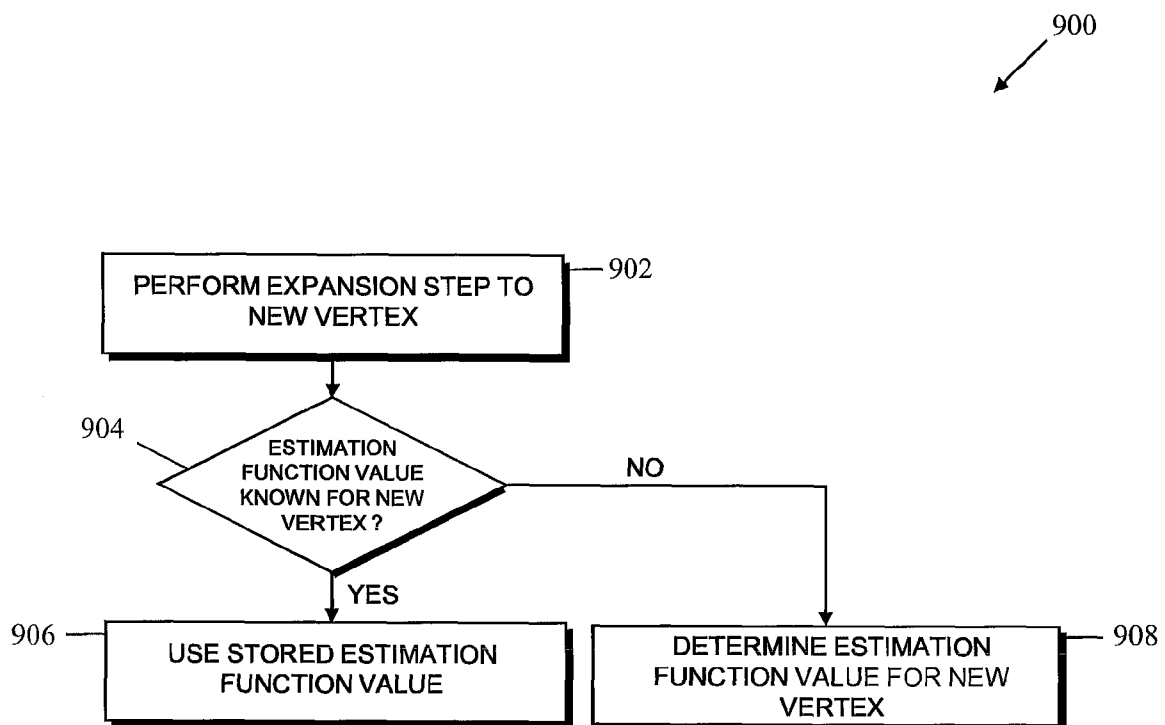 900
PERFORM EXPANSION STEP TO
NEW VERTEX
902
904
ESTIMATION
FUNCTION VALUE
KNOWN FOR NEW
VERTEX ?
NO
YES
906
USE STORED ESTIMATION
FUNCTION VALUE
DETERMINE ESTIMATION
FUNCTION VALUE FOR NEW
VERTEX
908